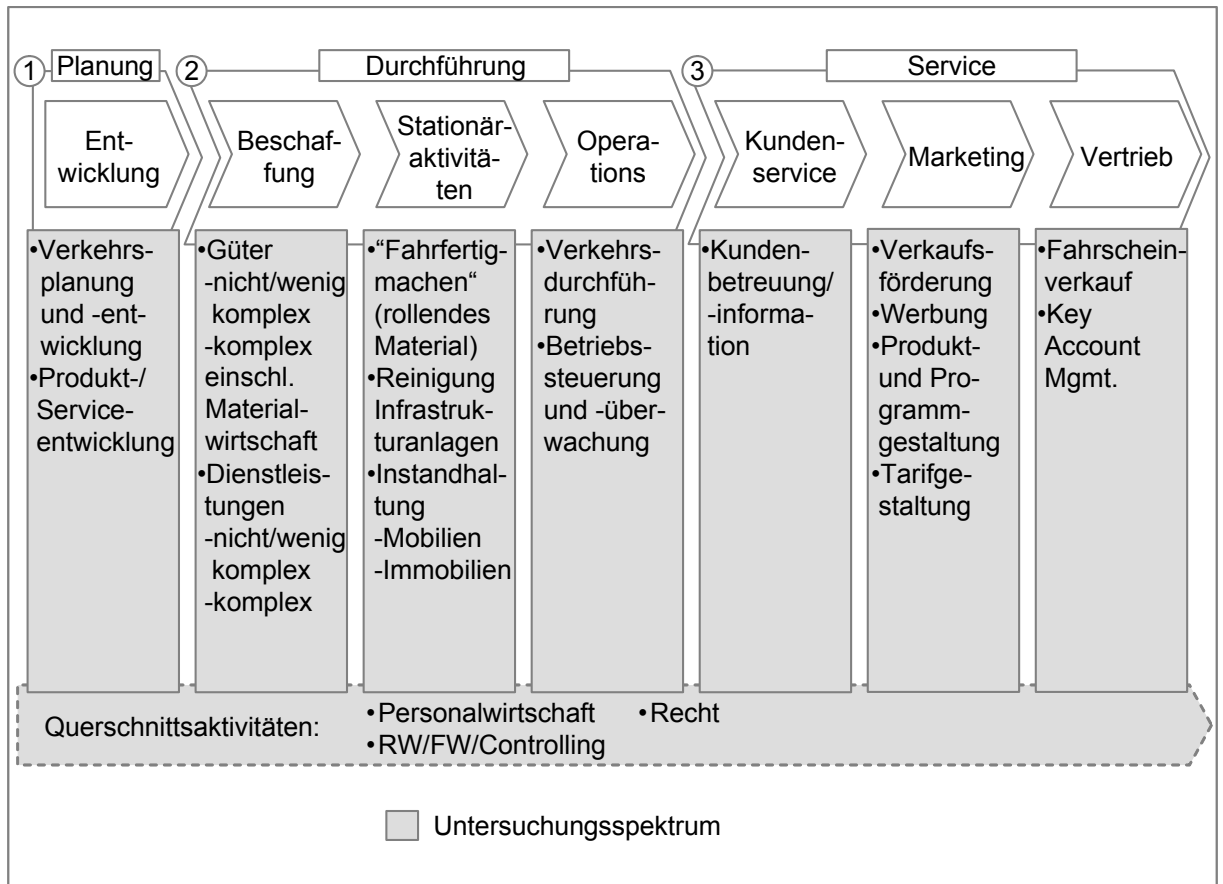 1 Planung
2 Durchführung
3 Service
Ent-
wicklung
Beschaf-
fung
Stationär-
aktivitä-
ten
Opera-
tions
Kunden-
service
Marketing
Vertrieb
•Verkehrs-
planung
und -ent-
wicklung
•Produkt-/
Service-
entwicklung
•Güter
-nicht/wenig
komplex
-komplex
einschl.
Material-
wirtschaft
•Dienstleis-
tungen
-nicht/wenig
komplex
-komplex
•“Fahrfertig-
machen“
(rollendes
Material)
•Reinigung
Infrastruk-
turanlagen
•Instandhal-
tung
-Mobilien
-Immobilien
•Verkehrs-
durchfüh-
rung
•Betriebs-
steuerung
und -über-
wachung
•Kunden-
betreuung/
-informa-
tion
•Verkaufs-
förderung
•Werbung
•Produkt-
und Pro-
gramm-
gestaltung
•Tarifge-
staltung
•Fahrschein-
verkauf
•Key
Account
Mgmt.
Querschnittsaktivitäten:
•Personalwirtschaft •Recht
•RW/FW/Controlling
Untersuchungsspektrum